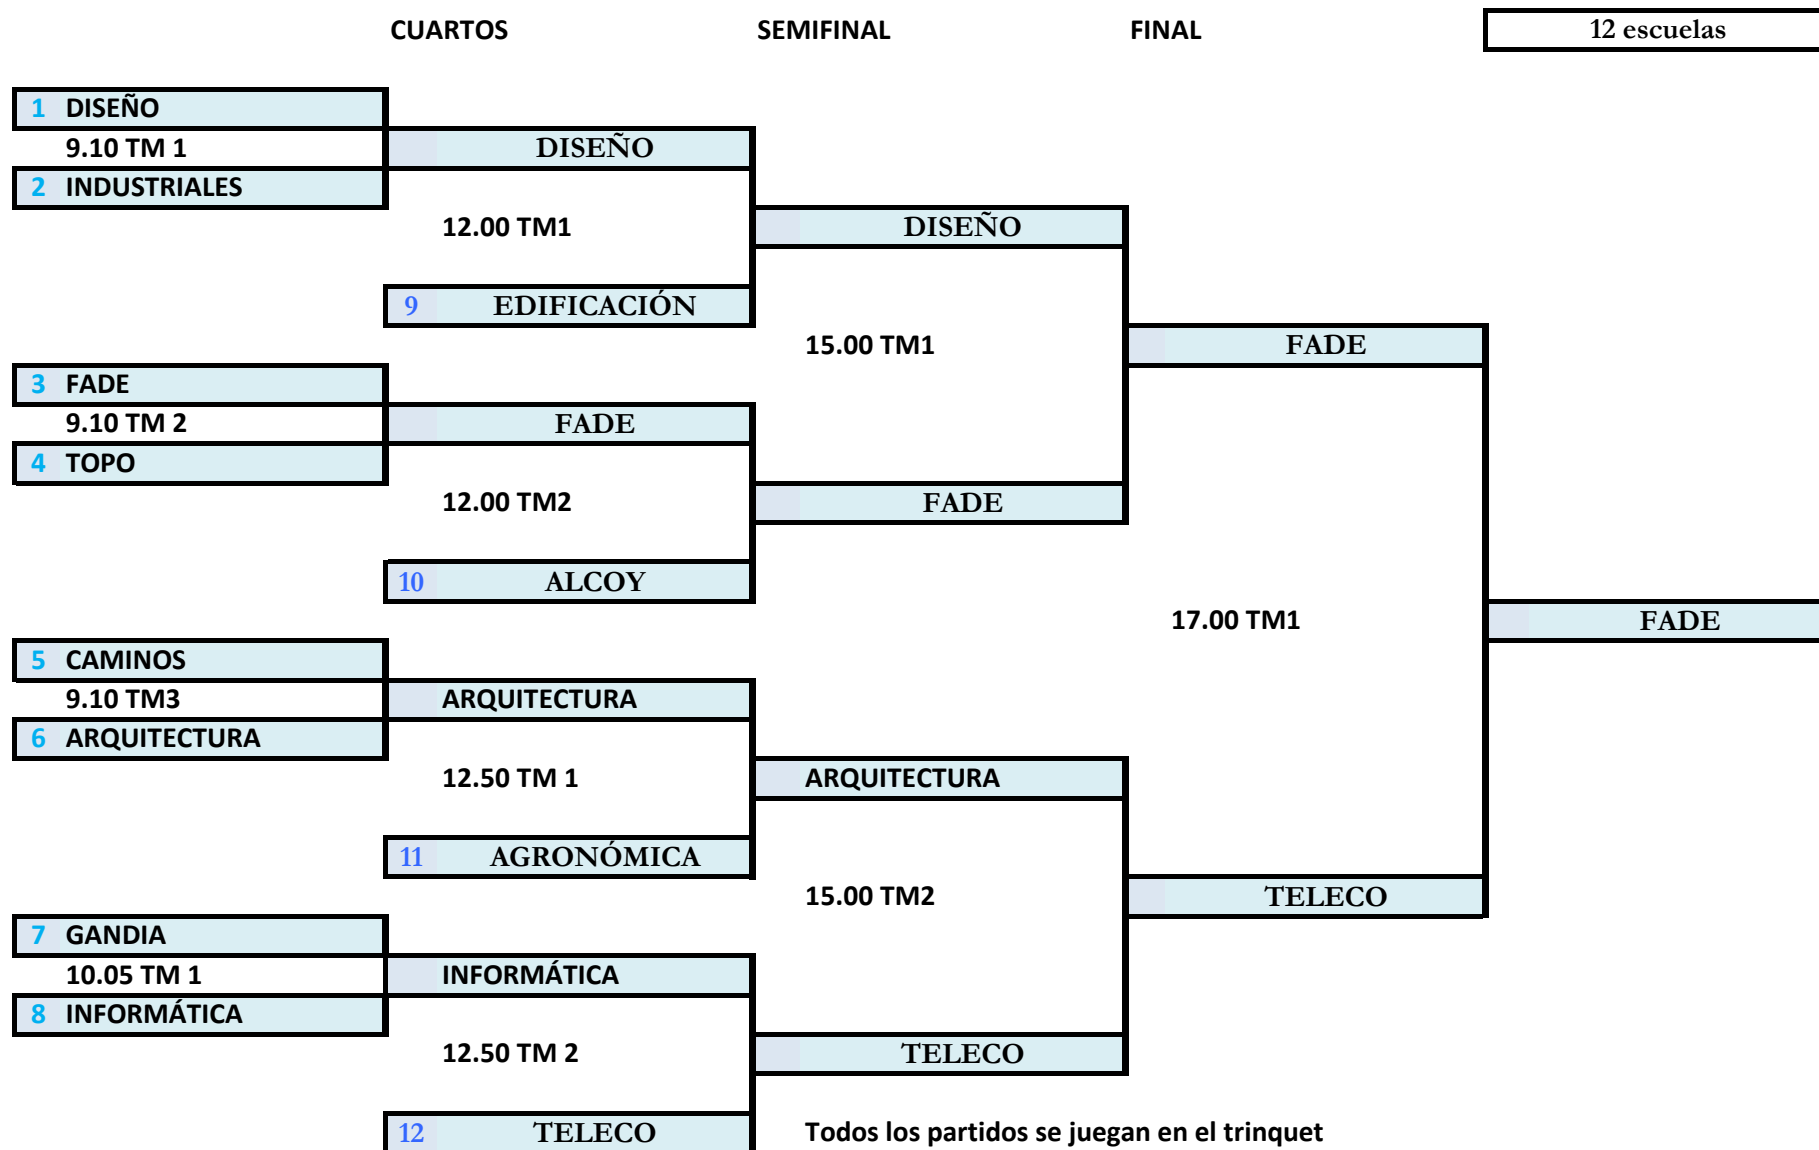 CUARTOS SEMIFINAL FINAL 12 escuelas
1 DISEÑO
9.10 TM 1 DISEÑO
2 INDUSTRIALES
12.00 TM1 DISEÑO
9 EDIFICACIÓN
15.00 TM1 FADE
3 FADE
9.10 TM 2 FADE
4 TOPO
12.00 TM2 FADE
10 ALCOY
17.00 TM1 FADE
5 CAMINOS
9.10 TM3 ARQUITECTURA
6 ARQUITECTURA
12.50 TM 1 ARQUITECTURA
11 AGRONÓMICA
15.00 TM2 TELECO
7 GANDIA
10.05 TM 1 INFORMÁTICA
8 INFORMÁTICA
12.50 TM 2 TELECO
12 TELECO Todos los partidos se juegan en el trinquet